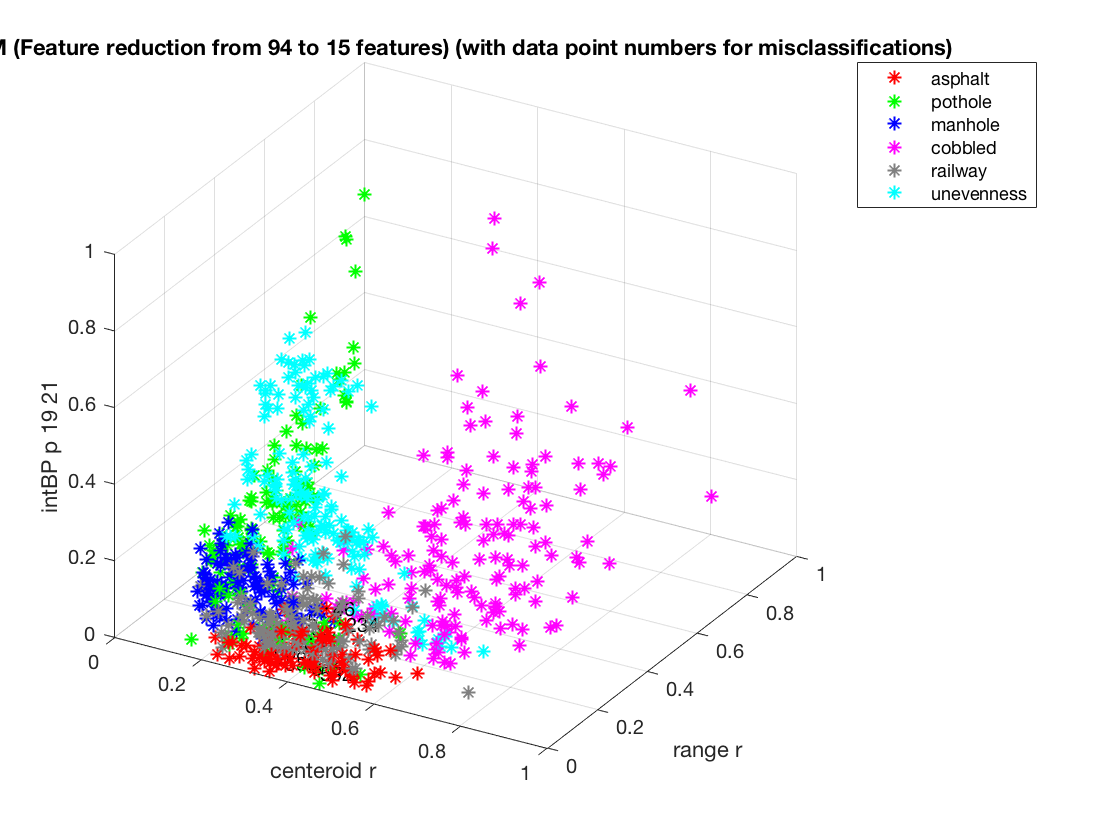 M (Feature reduction from 94 to 15 features) (with data point numbers for misclassifications)
asphalt
pothole
manhole
cobbled
railway
unevenness
1
0.8
0.6
0.4
0.2
0
intBP p 19 21
0
0.2
0.4
0.6
0.8
1
centeroid r
0
0.2
0.4
0.6
0.8
1
range r